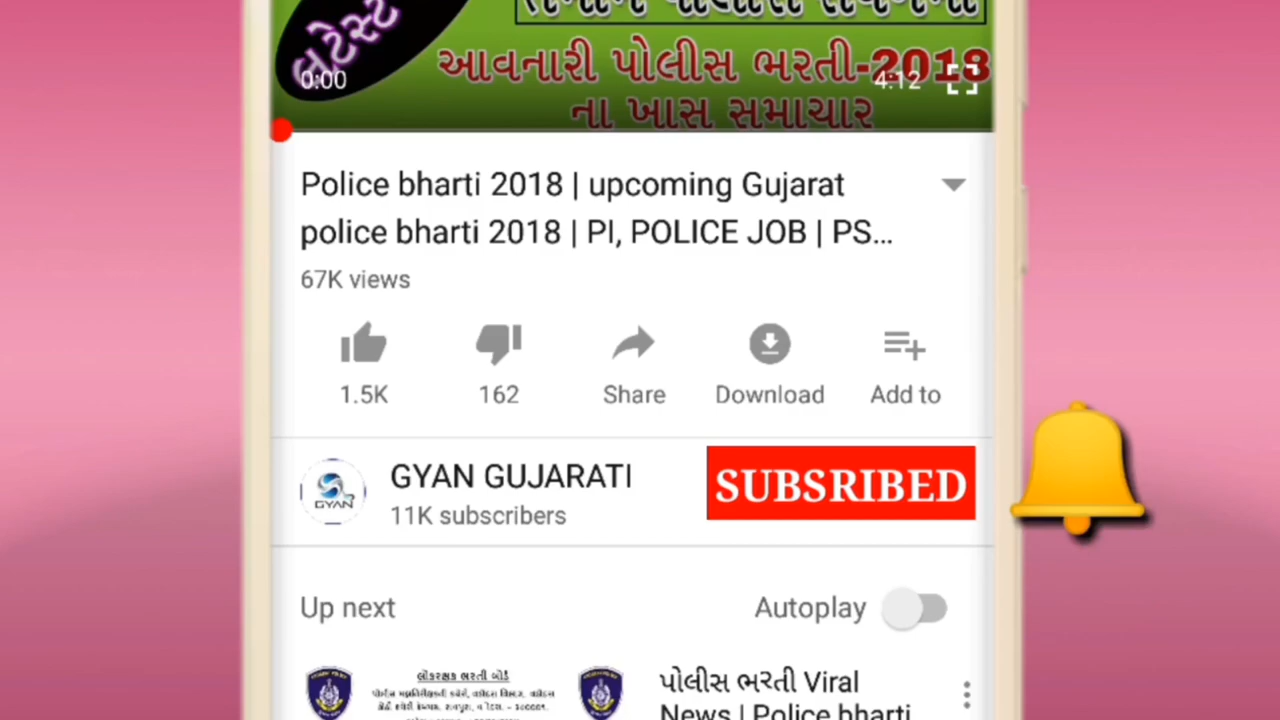 લેટેસ્ટ
આવનારી પોલીસ ભરતી-2018
0:00
4:12
ના ખાસ સમાચાર
Police bharti 2018 | upcoming Gujarat
police bharti 2018 | PI, POLICE JOB | PS...
67K views
1.5K
162
Share
Download
Add to
GYAN
GYAN GUJARATI
11K subscribers
SUBSRIBED
Up next
Autoplay
લોકરક્ષક ભરતી બોર્ડ
પોલીસ ભરતી Viral
News | Police bharti